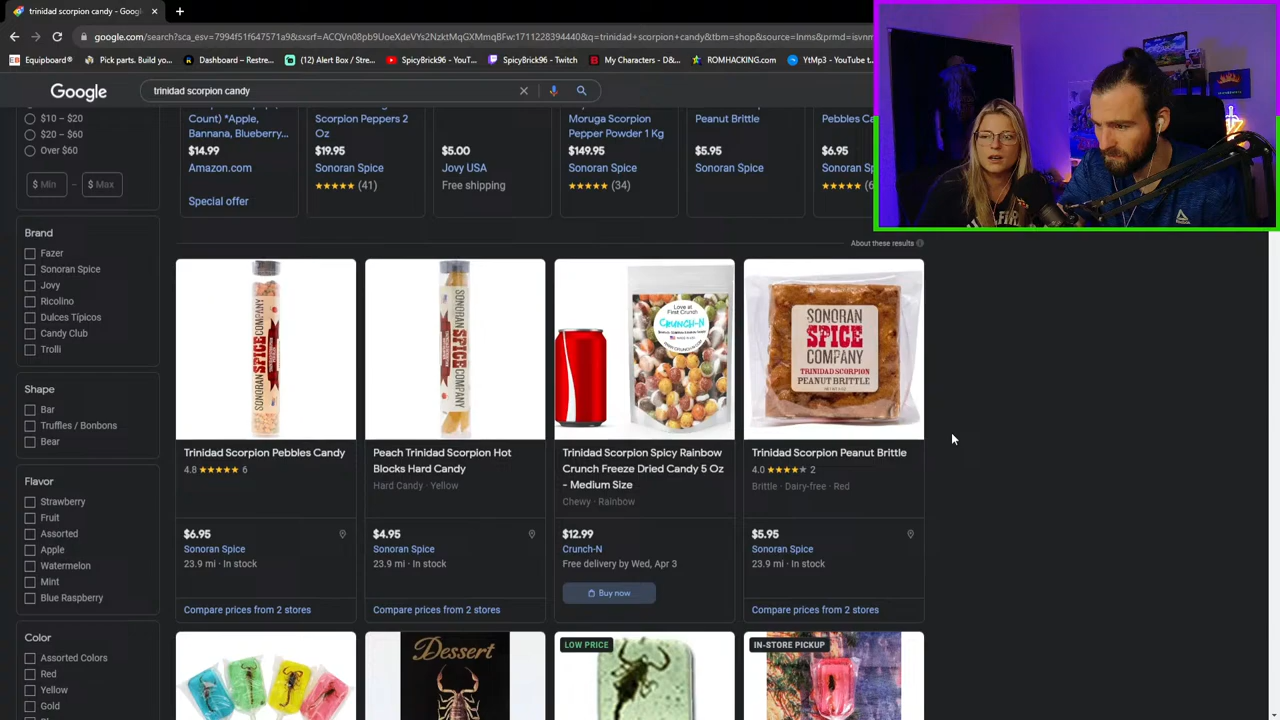 trinidad scorpion candy - Googl
google.com/search?sca_esv=7994f51f647571a9&sxsrf=ACQVn08pb9UoeXdeVYs2NzktMqGXMmqBFw:1711228394440&q=trinidad+scorpion+candy&tbm=shop&source=lnms&prmd=isvnm
Equipboard® Pick parts. Build yo... Dashboard – Restre... (12) Alert Box / Stre... SpicyBrick96 - YouT... SpicyBrick96 - Twitch My Characters - D&... ROMHACKING.com YtMp3 - YouTube t...
Google
trinidad scorpion candy
$10 – $20
$20 – $60
Over $60
$ Min – $ Max
Brand
Fazer
Sonoran Spice
Jovy
Ricolino
Dulces Típicos
Candy Club
Trolli
Shape
Bar
Truffles / Bonbons
Bear
Flavor
Strawberry
Fruit
Assorted
Apple
Watermelon
Mint
Blue Raspberry
Color
Assorted Colors
Red
Yellow
Gold
Count) *Apple,
Bannana, Blueberry...
$14.99
Amazon.com
Special offer
Scorpion Peppers 2
Oz
$19.95
Sonoran Spice
(41)
$5.00
Jovy USA
Free shipping
Moruga Scorpion
Pepper Powder 1 Kg
$149.95
Sonoran Spice
(34)
Peanut Brittle
$5.95
Sonoran Spice
Pebbles Ca
$6.95
Sonoran Spi
About these results
SONORAN SPICE COMPANY
Trinidad Scorpion Pebbles Candy
4.8 6
$6.95
Sonoran Spice
23.9 mi · In stock
Compare prices from 2 stores
SONORAN SPICE COMPANY
Peach Trinidad Scorpion Hot
Blocks Hard Candy
Hard Candy · Yellow
$4.95
Sonoran Spice
23.9 mi · In stock
Compare prices from 2 stores
Love at
First Crunch
CRUNCH-N
Trinidad Scorpion Spicy Rainbow
Crunch Freeze Dried Candy 5 Oz
- Medium Size
Chewy · Rainbow
$12.99
Crunch-N
Free delivery by Wed, Apr 3
Buy now
SONORAN
SPICE
COMPANY
TRINIDAD SCORPION
PEANUT BRITTLE
Trinidad Scorpion Peanut Brittle
4.0 2
Brittle · Dairy-free · Red
$5.95
Sonoran Spice
23.9 mi · In stock
Compare prices from 2 stores
Dessert
LOW PRICE
IN-STORE PICKUP